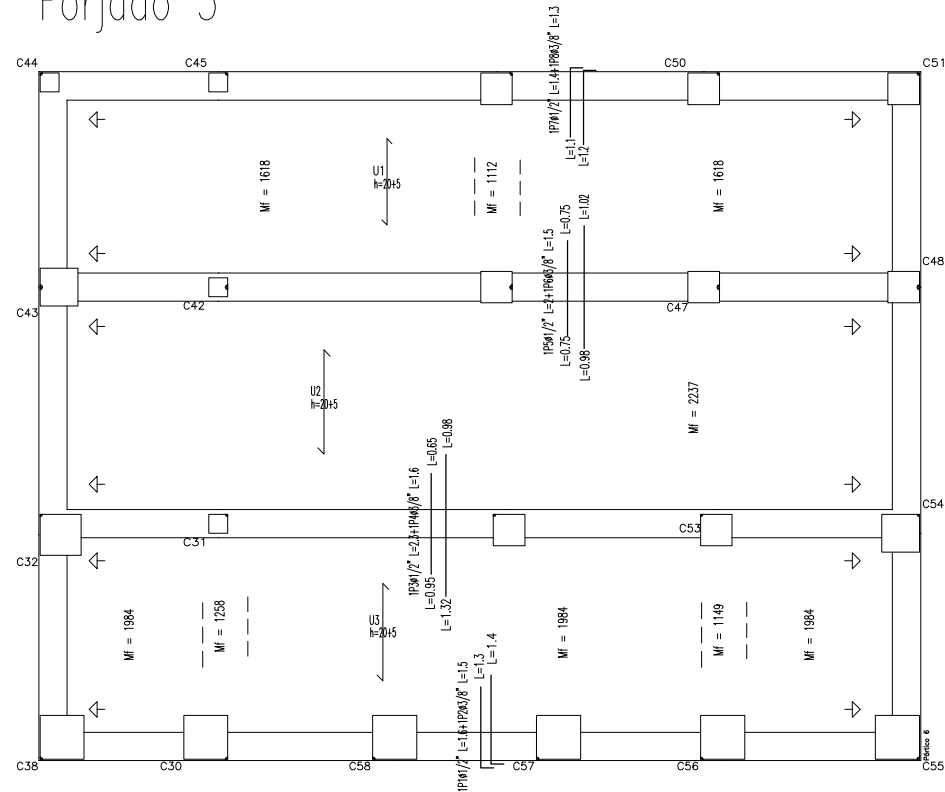 Forjado 5
C44
C45
C50
C51
1P7ø1/2" L=1.4+1P8ø3/8" L=1.3
L=1.1
L=1.2
Mf = 1618
U1
h=20+5
Mf = 1112
Mf = 1618
1P5ø1/2" L=2+1P6ø3/8" L=1.5
L=0.75
L=1.02
C48
C43
C42
C47
L=0.75
L=0.98
U2
h=20+5
Mf = 2237
1P3ø1/2" L=2.3+1P4ø3/8" L=1.6
L=0.65
L=0.98
C54
C31
C53
C32
L=0.95
L=1.32
Mf = 1984
Mf = 1258
U3
h=20+5
Mf = 1984
Mf = 1149
Mf = 1984
1P1ø1/2" L=1.6+1P2ø3/8" L=1.5
L=1.3
L=1.4
Pórtico 6
C38
C30
C58
C57
C56
C55